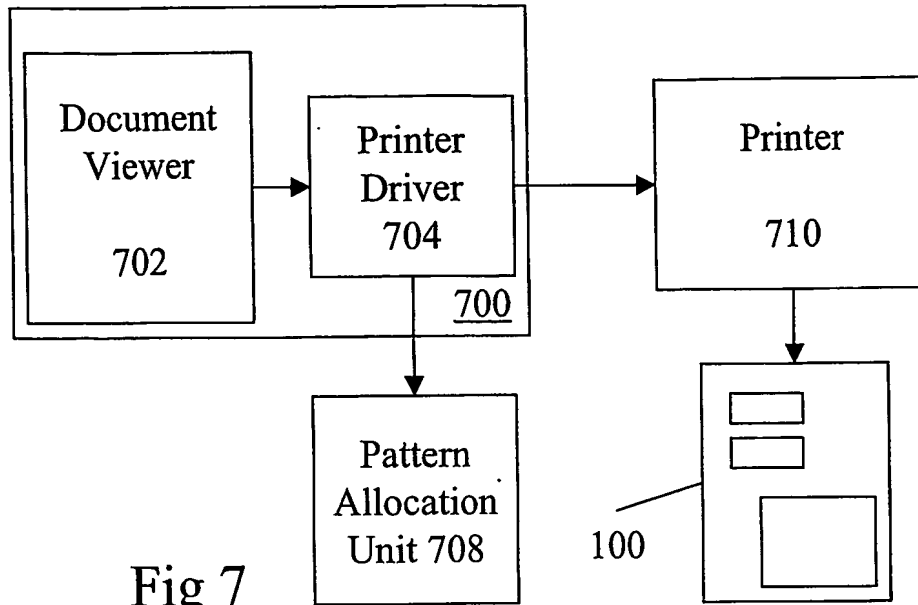 Document
Viewer
702
Printer
Driver
704
700
Printer
710
Pattern
Allocation
Unit 708
100
Fig 7